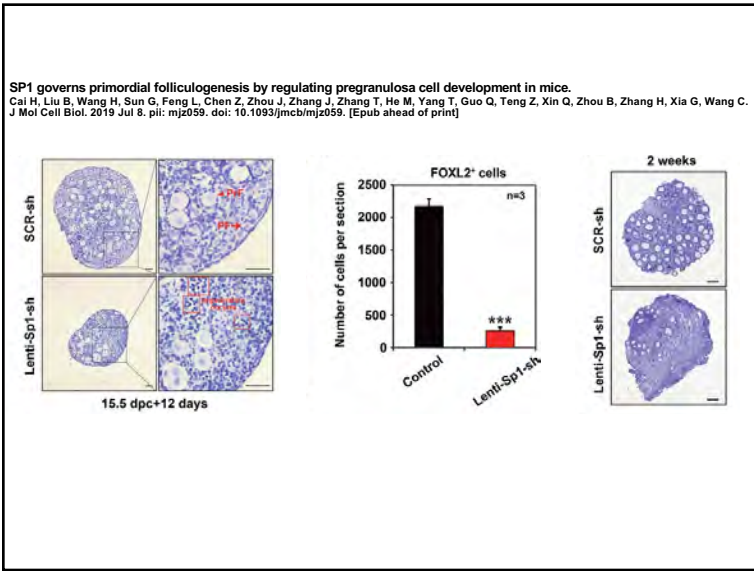 SP1 governs primordial folliculogenesis by regulating pregranulosa cell development in mice.
Cai H, Liu B, Wang H, Sun G, Feng L, Chen Z, Zhou J, Zhang J, Zhang T, He M, Yang T, Guo Q, Teng Z, Xin Q, Zhou B, Zhang H, Xia G, Wang C.
J Mol Cell Biol. 2019 Jul 8. pii: mjz059. doi: 10.1093/jmcb/mjz059. [Epub ahead of print]
SCR-sh
PrF
PF
Lenti-Sp1-sh
15.5 dpc+12 days
FOXL2⁺ cells
n=3
Number of cells per section
2500
2000
1500
1000
500
0
***
Control
Lenti-Sp1-sh
2 weeks
SCR-sh
Lenti-Sp1-sh